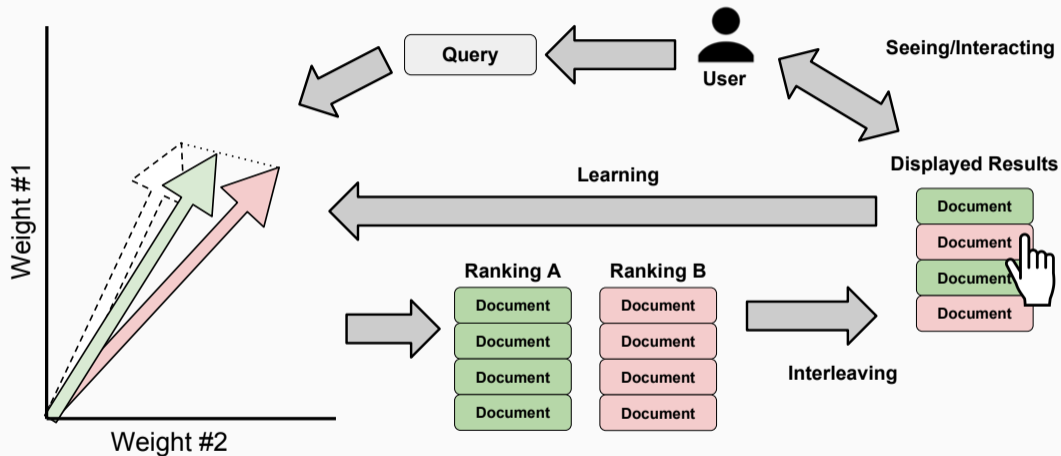 Query
User
Seeing/Interacting
Displayed Results
Document
Document
Document
Document
Learning
Weight #1
Weight #2
Ranking A
Document
Document
Document
Document
Ranking B
Document
Document
Document
Document
Interleaving